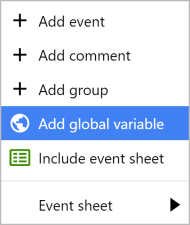 Add event
Add comment
Add group
Add global variable
Include event sheet
Event sheet